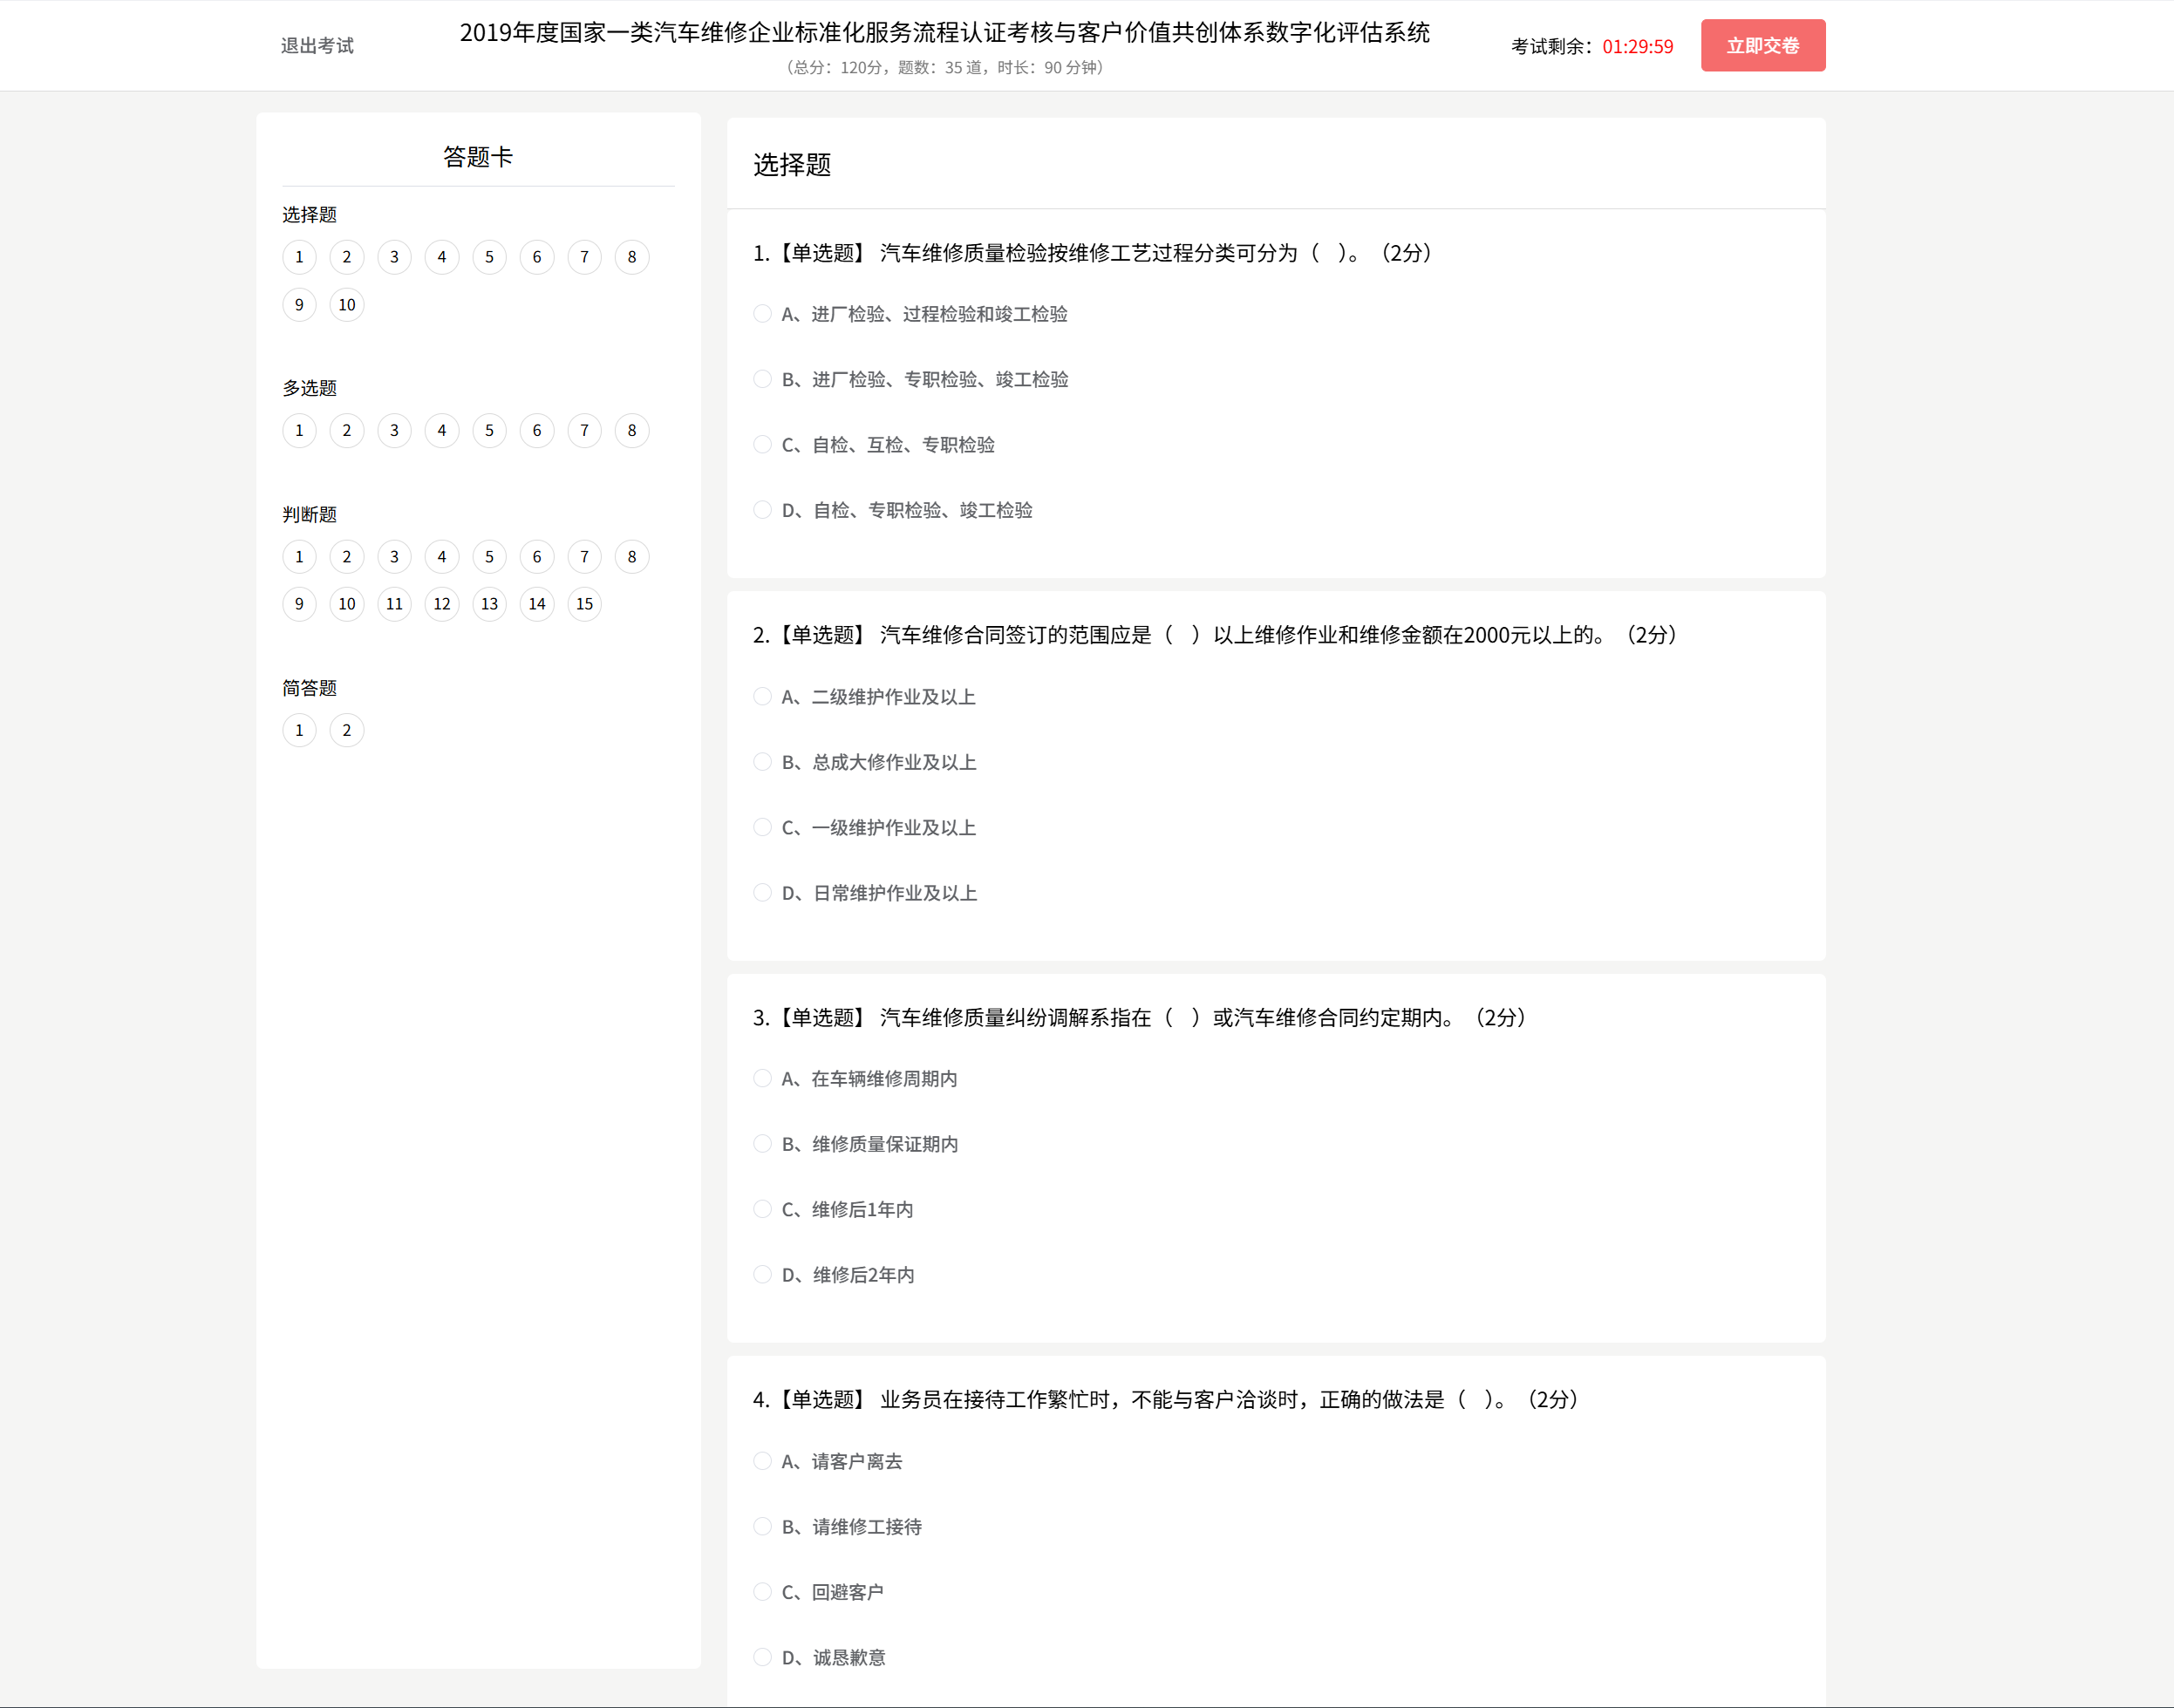 退出考试
2019年度国家一类汽车维修企业标准化服务流程认证考核与客户价值共创体系数字化评估系统
（总分：120分，题数：35 道，时长：90 分钟）
考试剩余：01:29:59
立即交卷
答题卡
选择题
1 2 3 4 5 6 7 8
9 10
多选题
1 2 3 4 5 6 7 8
判断题
1 2 3 4 5 6 7 8
9 10 11 12 13 14 15
简答题
1 2
选择题
1.【单选题】 汽车维修质量检验按维修工艺过程分类可分为（ ）。（2分）
A、进厂检验、过程检验和竣工检验
B、进厂检验、专职检验、竣工检验
C、自检、互检、专职检验
D、自检、专职检验、竣工检验
2.【单选题】 汽车维修合同签订的范围应是（ ）以上维修作业和维修金额在2000元以上的。（2分）
A、二级维护作业及以上
B、总成大修作业及以上
C、一级维护作业及以上
D、日常维护作业及以上
3.【单选题】 汽车维修质量纠纷调解系指在（ ）或汽车维修合同约定期内。（2分）
A、在车辆维修周期内
B、维修质量保证期内
C、维修后1年内
D、维修后2年内
4.【单选题】 业务员在接待工作繁忙时，不能与客户洽谈时，正确的做法是（ ）。（2分）
A、请客户离去
B、请维修工接待
C、回避客户
D、诚恳歉意